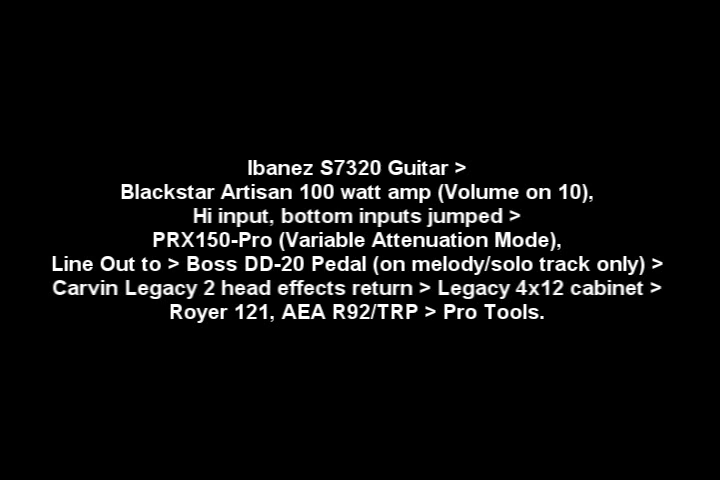 Ibanez S7320 Guitar >
Blackstar Artisan 100 watt amp (Volume on 10),
Hi input, bottom inputs jumped >
PRX150-Pro (Variable Attenuation Mode),
Line Out to > Boss DD-20 Pedal (on melody/solo track only) >
Carvin Legacy 2 head effects return > Legacy 4x12 cabinet >
Royer 121, AEA R92/TRP > Pro Tools.